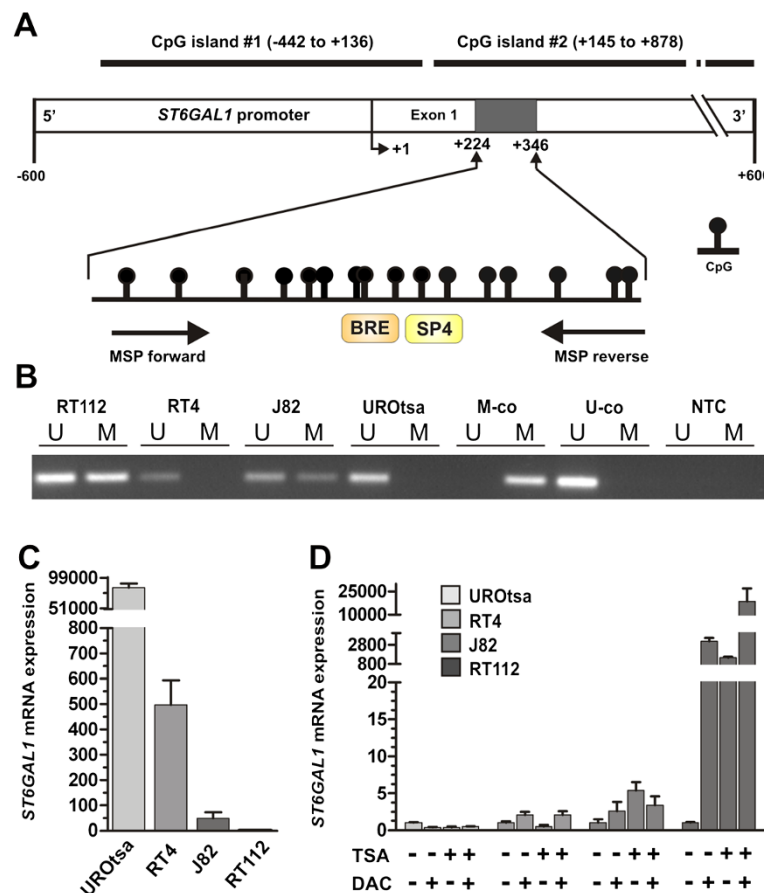 A
CpG island #1 (-442 to +136) CpG island #2 (+145 to +878)
5' ST6GAL1 promoter Exon 1 3'
+1 +224 +346
-600 +600
CpG
BRE SP4
MSP forward MSP reverse
B
RT112 RT4 J82 UROtsa M-co U-co NTC
U M U M U M U M U M U M U M
C
ST6GAL1 mRNA expression
99000
51000
800
700
600
500
400
300
200
100
0
UROtsa RT4 J82 RT112
D
ST6GAL1 mRNA expression
25000
10000
2800
800
20
15
10
5
0
UROtsa
RT4
J82
RT112
TSA - - + + - - + + - - + + - - + +
DAC - + - + - + - + - + - + - + - +